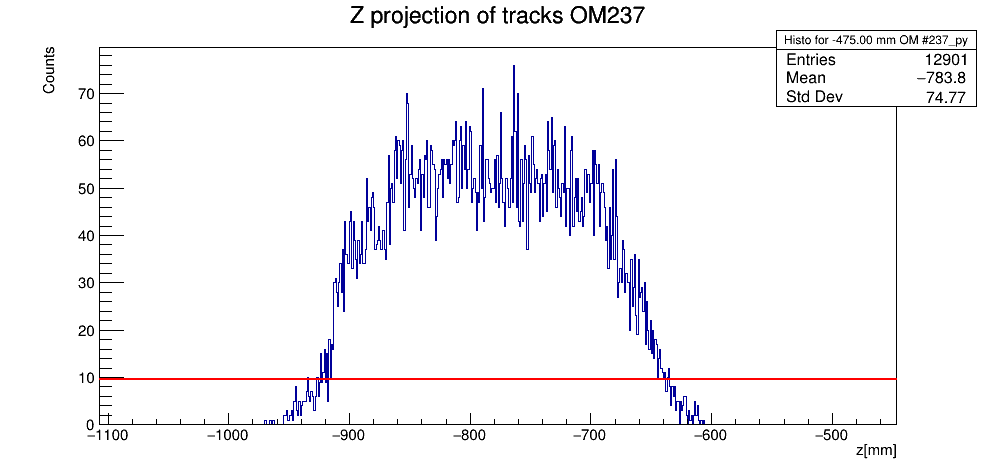 Z projection of tracks OM237
Histo for -475.00 mm OM #237_py
Entries 12901
Mean −783.8
Std Dev 74.77
Counts
70
60
50
40
30
20
10
0
−1100 −1000 −900 −800 −700 −600 −500
z[mm]